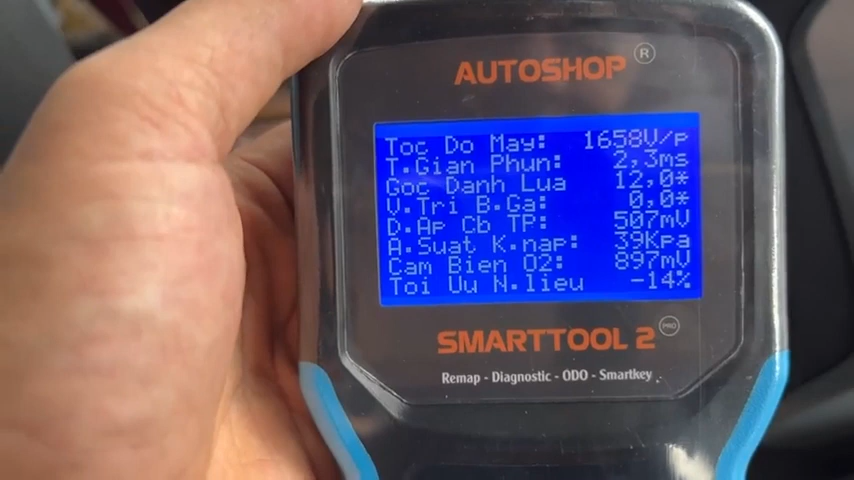 AUTOSHOP ®
Toc Do May: 1658V/p
T.Gian Phun: 2,3ms
Goc Danh Lua 12,0*
V.Tri B.Ga: 0,0*
D.Ap Cb TP: 507mV
A.Suat K.nap: 39Kpa
Cam Bien O2: 897mV
Toi Uu N.lieu -14%
SMARTTOOL 2 PRO
Remap - Diagnostic - ODO - Smartkey